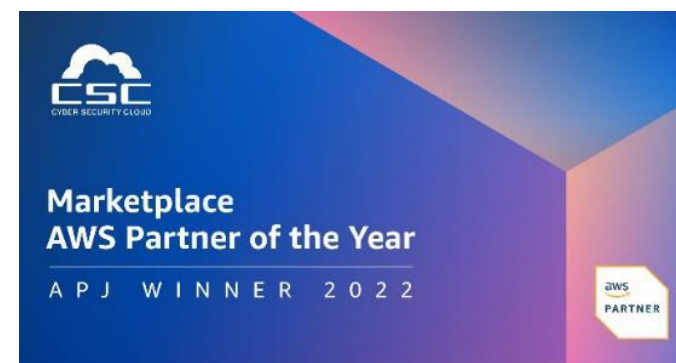 CSC
CYBER SECURITY CLOUD
Marketplace
AWS Partner of the Year
APJ WINNER 2022
aws
PARTNER